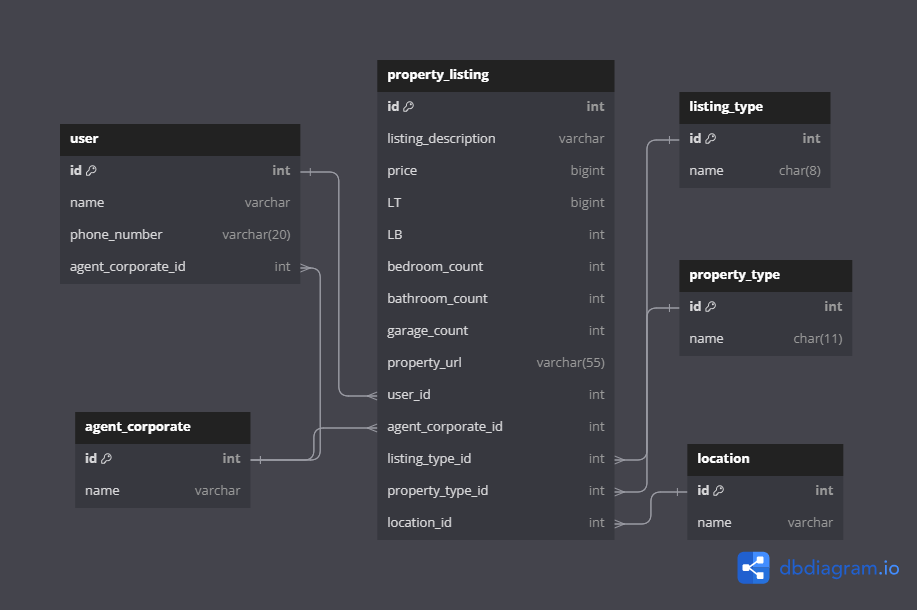 user
id int
name varchar
phone_number varchar(20)
agent_corporate_id int
agent_corporate
id int
name varchar
property_listing
id int
listing_description varchar
price bigint
LT bigint
LB int
bedroom_count int
bathroom_count int
garage_count int
property_url varchar(55)
user_id int
agent_corporate_id int
listing_type_id int
property_type_id int
location_id int
listing_type
id int
name char(8)
property_type
id int
name char(11)
location
id int
name varchar
dbdiagram.io